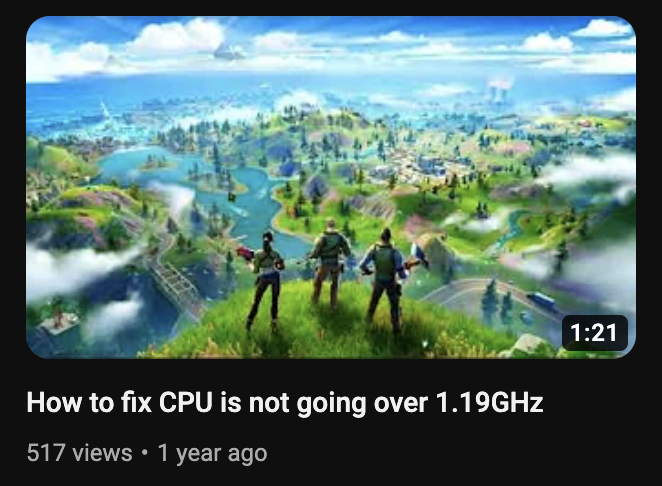 1:21
How to fix CPU is not going over 1.19GHz
517 views • 1 year ago